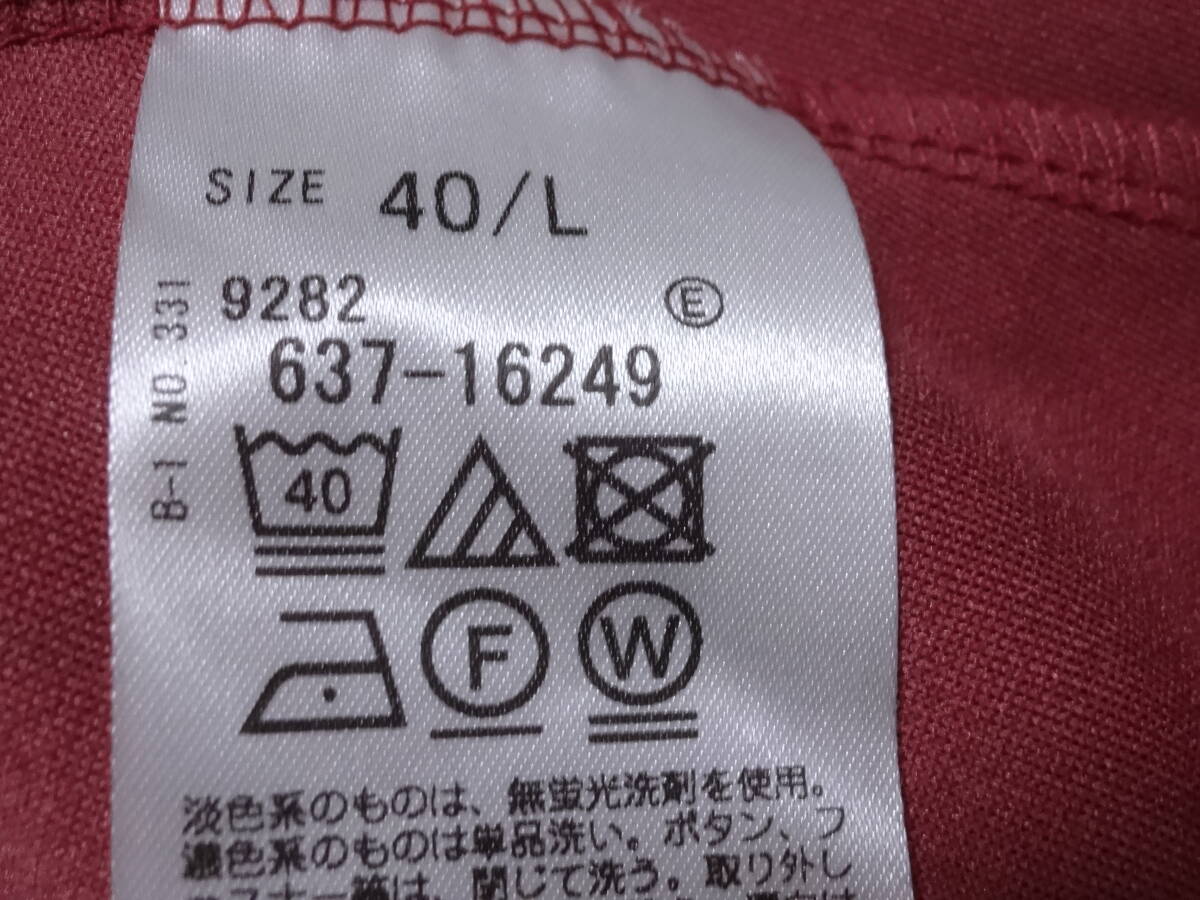 SIZE 40/L
9282 Ⓔ
637-16249
B-1 NO.331
40
F W
淡色系のものは、無蛍光洗剤を使用。
濃色系のものは単品洗い。ボタン、フ
ァスナー等は、閉じて洗う。取り外し